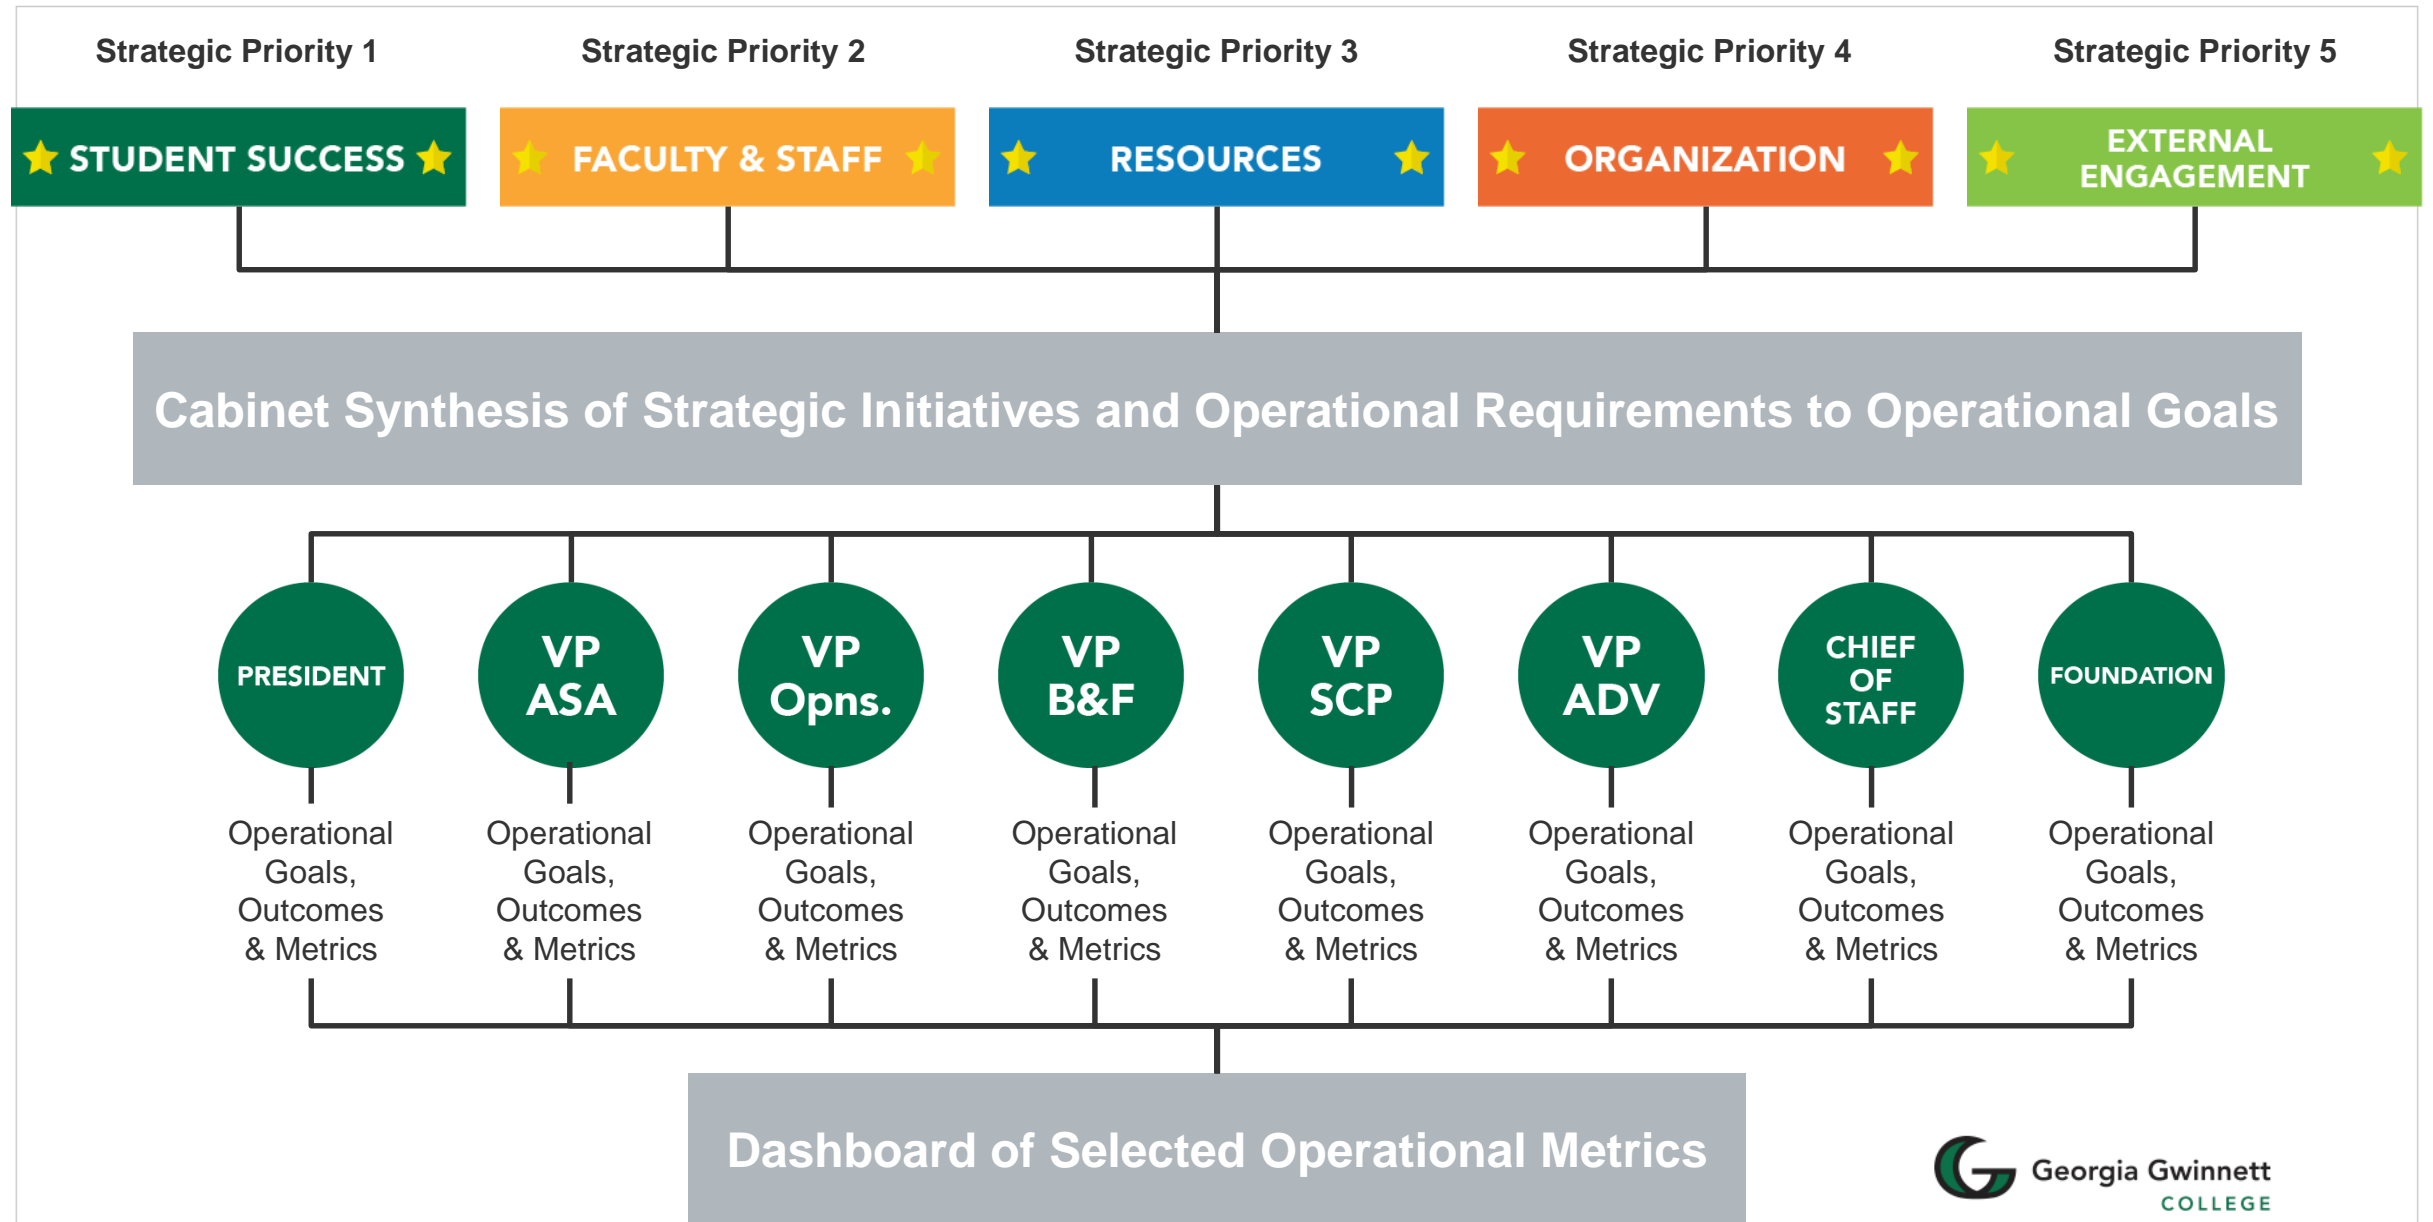 Strategic Priority 1
Strategic Priority 2
Strategic Priority 3
Strategic Priority 4
Strategic Priority 5
STUDENT SUCCESS
FACULTY & STAFF
RESOURCES
ORGANIZATION
EXTERNAL
ENGAGEMENT
Cabinet Synthesis of Strategic Initiatives and Operational Requirements to Operational Goals
PRESIDENT
VP
ASA
VP
Opns.
VP
B&F
VP
SCP
VP
ADV
CHIEF
OF
STAFF
FOUNDATION
Operational
Goals,
Outcomes
& Metrics
Operational
Goals,
Outcomes
& Metrics
Operational
Goals,
Outcomes
& Metrics
Operational
Goals,
Outcomes
& Metrics
Operational
Goals,
Outcomes
& Metrics
Operational
Goals,
Outcomes
& Metrics
Operational
Goals,
Outcomes
& Metrics
Operational
Goals,
Outcomes
& Metrics
Dashboard of Selected Operational Metrics
Georgia Gwinnett
COLLEGE